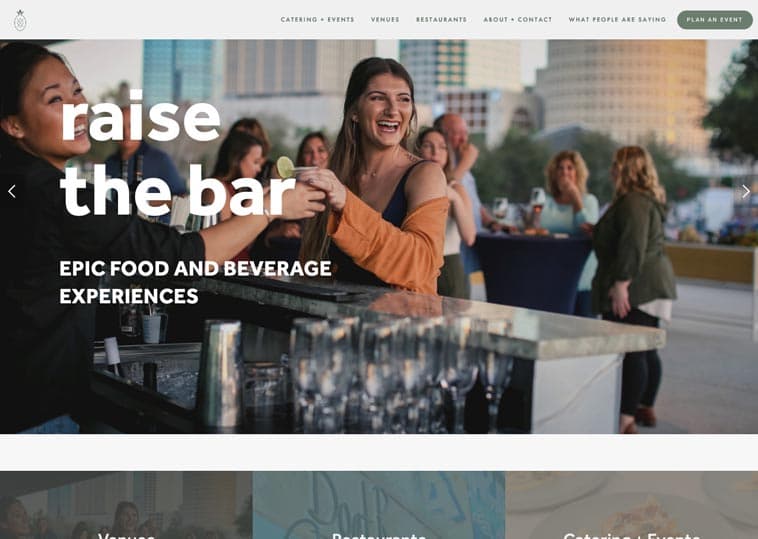 CATERING + EVENTS
VENUES
RESTAURANTS
ABOUT + CONTACT
WHAT PEOPLE ARE SAYING
PLAN AN EVENT
raise
the bar
EPIC FOOD AND BEVERAGE
EXPERIENCES
Venues
Restaurants
Catering + Events